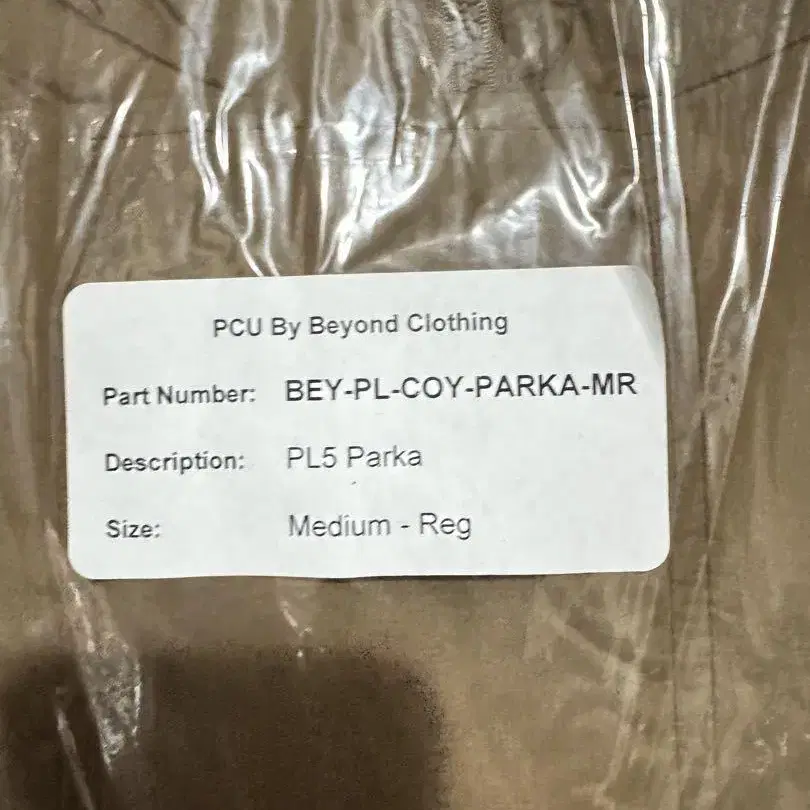 PCU By Beyond Clothing
Part Number: BEY-PL-COY-PARKA-MR
Description: PL5 Parka
Size: Medium - Reg